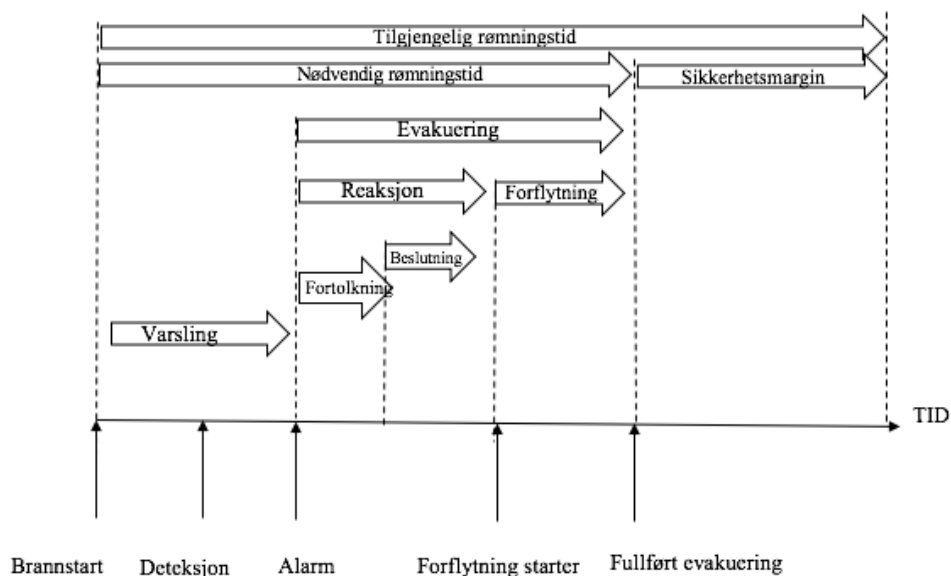 Tilgjengelig rømningstid
Nødvendig rømningstid
Sikkerhetsmargin
Evakuering
Reaksjon
Forflytning
Beslutning
Fortolkning
Varsling
TID
Brannstart
Deteksjon
Alarm
Forflytning starter
Fullført evakuering